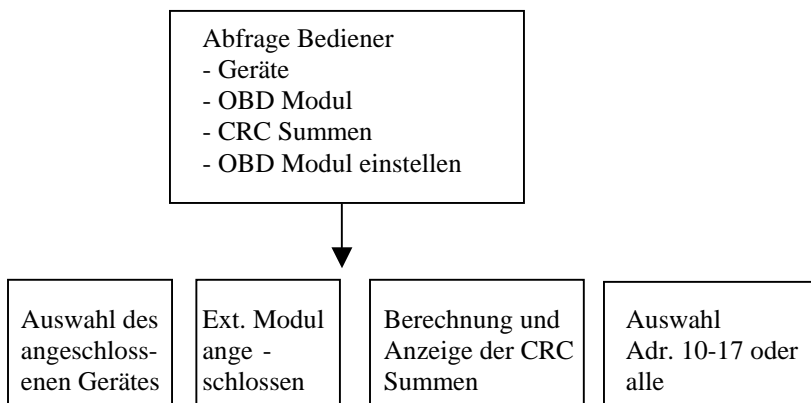 Abfrage Bediener
- Geräte
- OBD Modul
- CRC Summen
- OBD Modul einstellen
Auswahl des
angeschloss-
enen Gerätes
Ext. Modul
ange -
schlossen
Berechnung und
Anzeige der CRC
Summen
Auswahl
Adr. 10-17 oder
alle